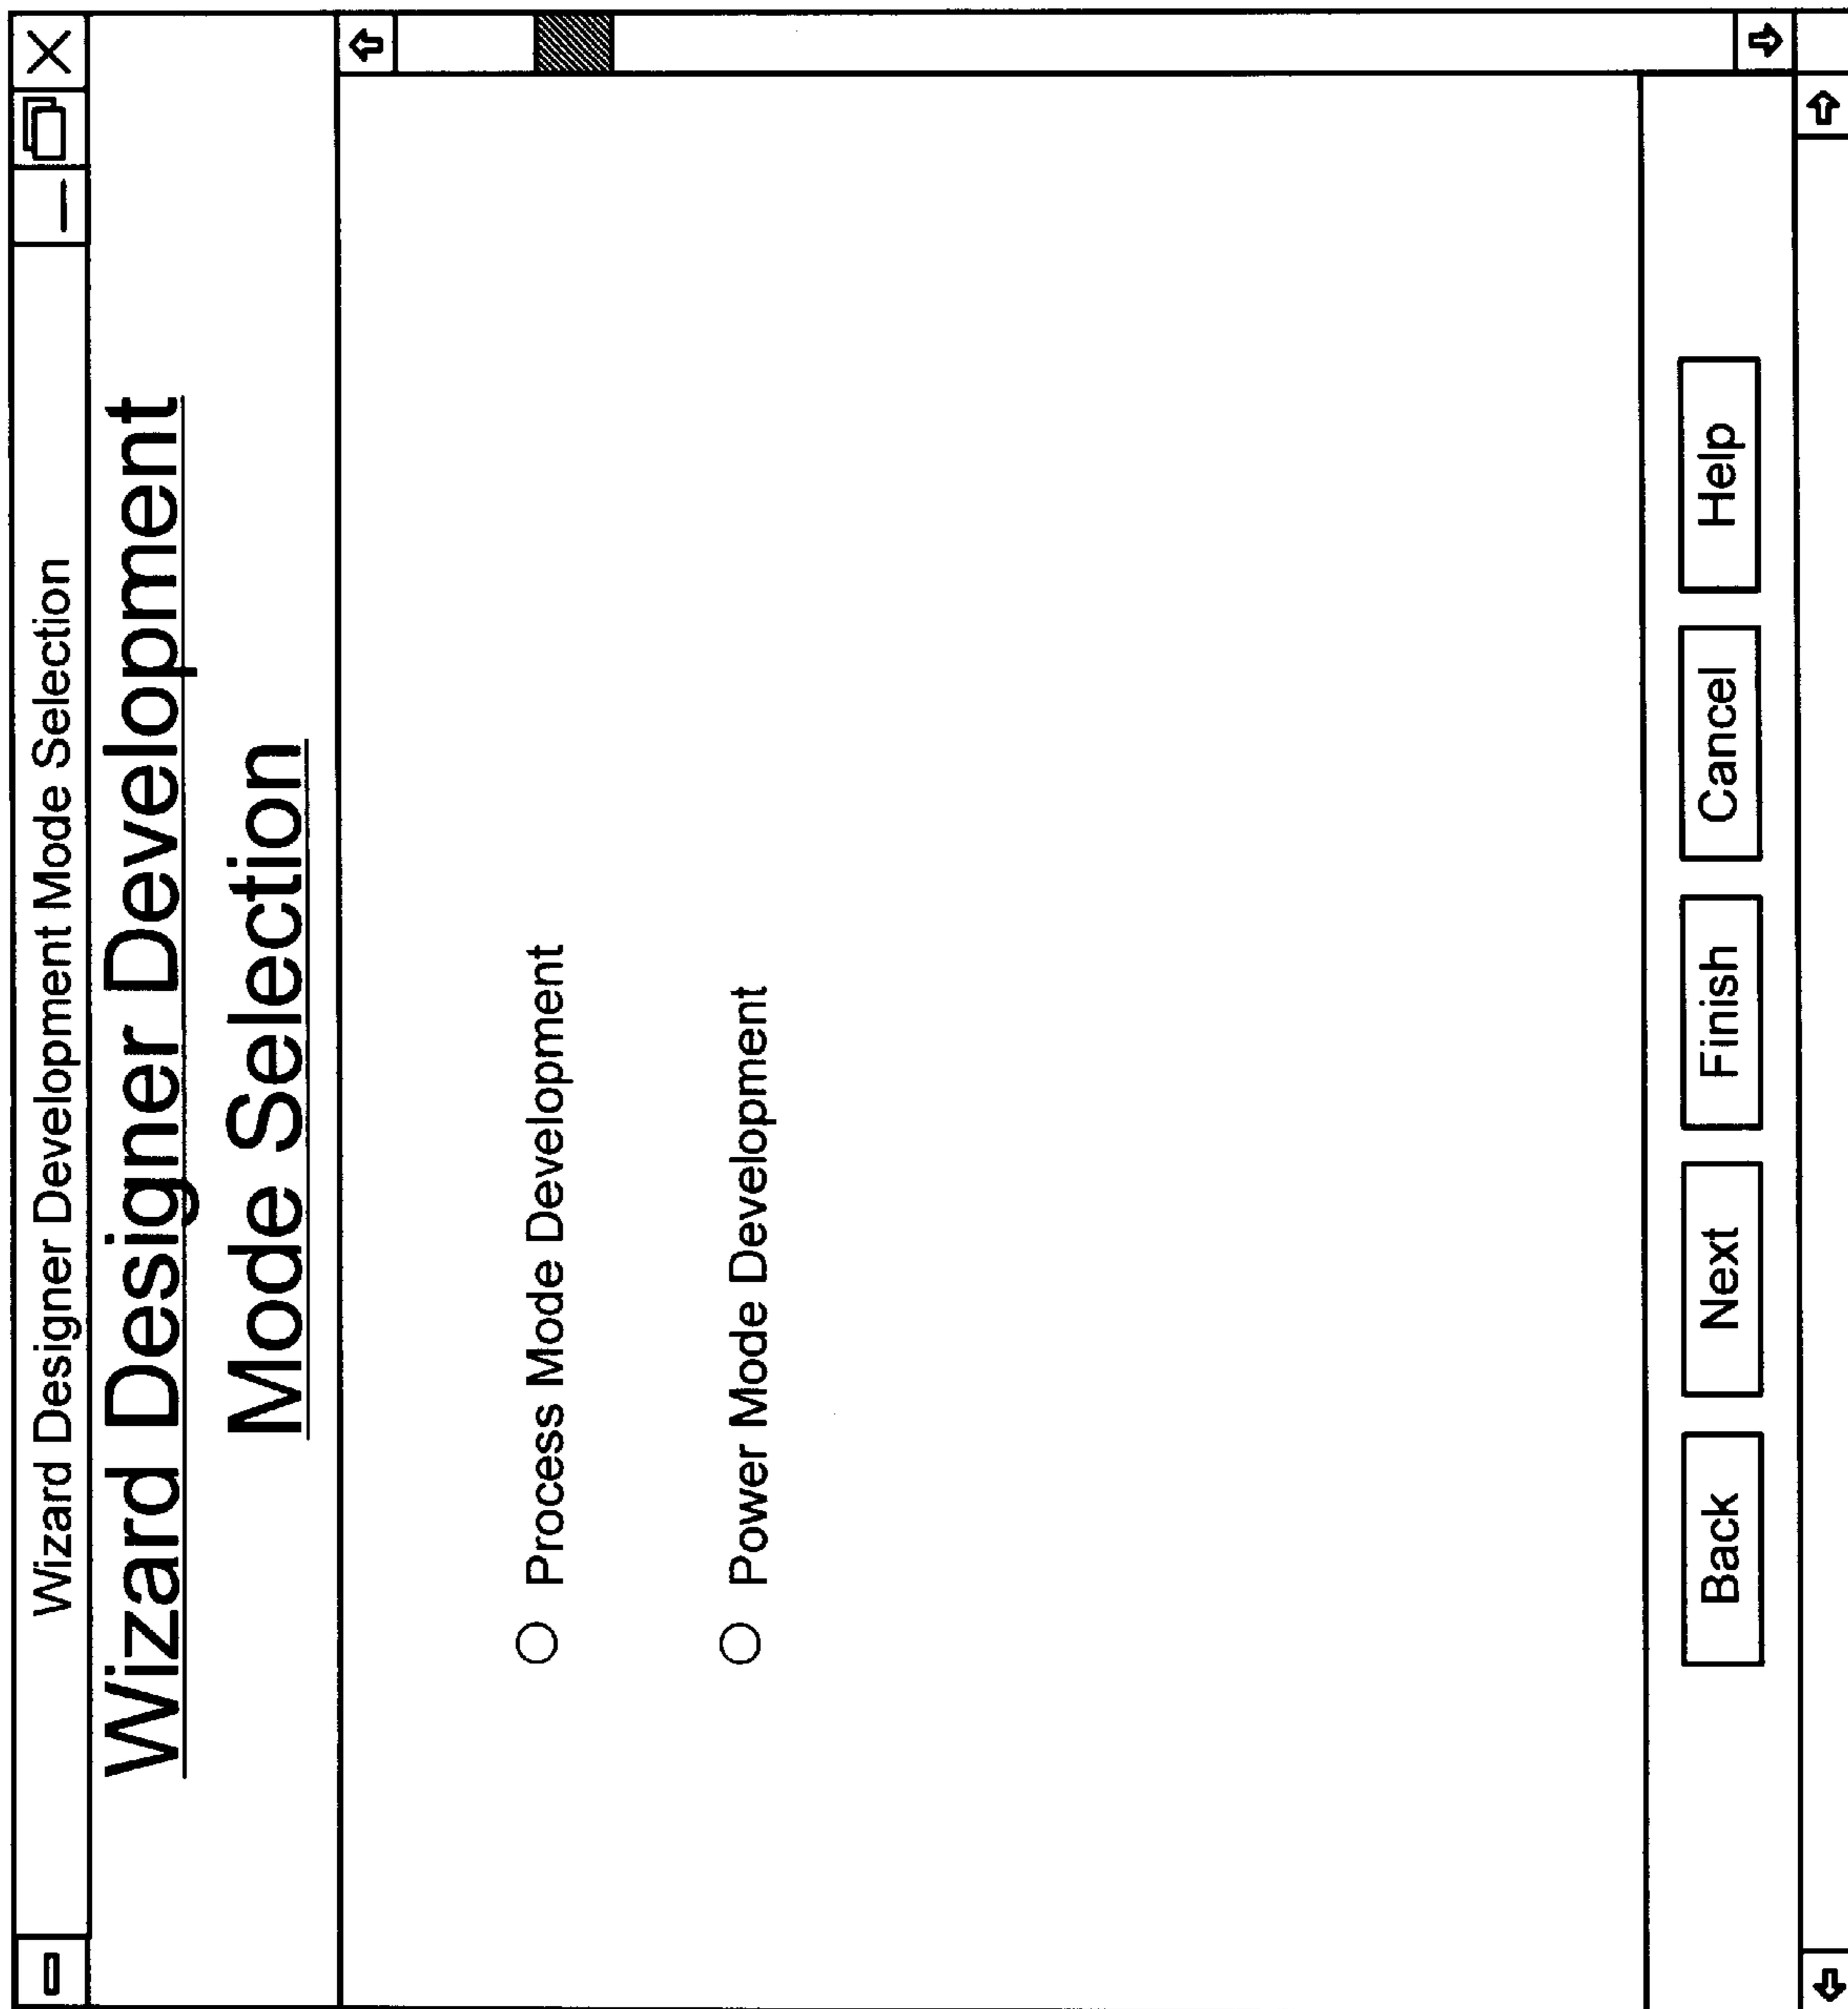 Wizard Designer Development Mode Selection
Wizard Designer Development
Mode Selection
Process Mode Development
Power Mode Development
Back Next Finish Cancel Help